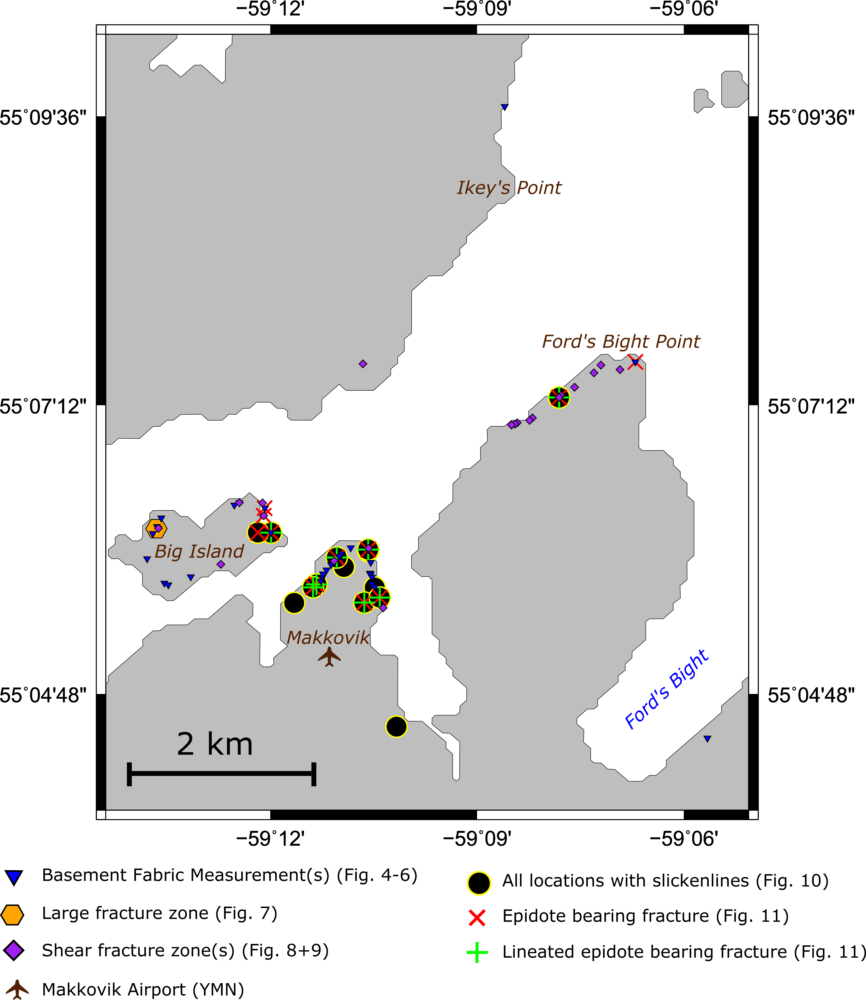 −59˚12' −59˚09' −59˚06'
55˚09'36" 55˚09'36"
Ikey's Point
Ford's Bight Point
55˚07'12" 55˚07'12"
Big Island
Makkovik
Ford's Bight
55˚04'48" 55˚04'48"
2 km
−59˚12' −59˚09' −59˚06'
Basement Fabric Measurement(s) (Fig. 4-6)
Large fracture zone (Fig. 7)
Shear fracture zone(s) (Fig. 8+9)
Makkovik Airport (YMN)
All locations with slickenlines (Fig. 10)
Epidote bearing fracture (Fig. 11)
Lineated epidote bearing fracture (Fig. 11)